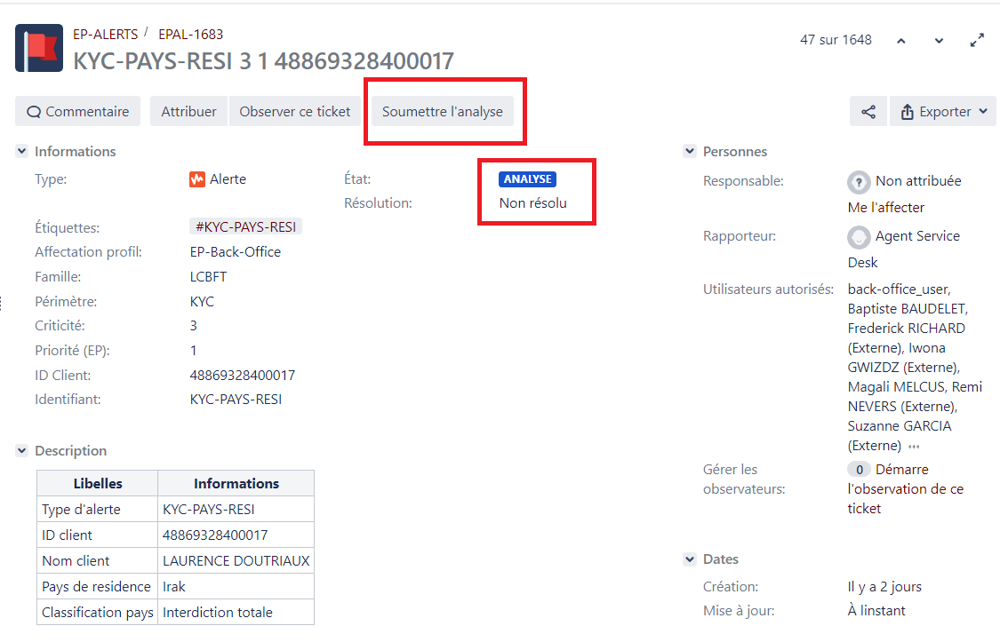 EP-ALERTS / EPAL-1683
KYC-PAYS-RESI 3 1 48869328400017
47 sur 1648
Commentaire
Attribuer
Observer ce ticket
Soumettre l'analyse
Exporter
Informations
Type: Alerte
État: ANALYSE
Résolution: Non résolu
Étiquettes: #KYC-PAYS-RESI
Affectation profil: EP-Back-Office
Famille: LCBFT
Périmètre: KYC
Criticité: 3
Priorité (EP): 1
ID Client: 48869328400017
Identifiant: KYC-PAYS-RESI
Description
Libelles Informations
Type d'alerte KYC-PAYS-RESI
ID client 48869328400017
Nom client LAURENCE DOUTRIAUX
Pays de residence Irak
Classification pays Interdiction totale
Personnes
Responsable: ? Non attribuée
Me l'affecter
Rapporteur: Agent Service
Desk
Utilisateurs autorisés: back-office_user,
Baptiste BAUDELET,
Frederick RICHARD
(Externe), Iwona
GWIZDZ (Externe),
Magali MELCUS, Remi
NEVERS (Externe),
Suzanne GARCIA
(Externe) •••
Gérer les
observateurs:
0 Démarre
l'observation de ce
ticket
Dates
Création: Il y a 2 jours
Mise à jour: À linstant